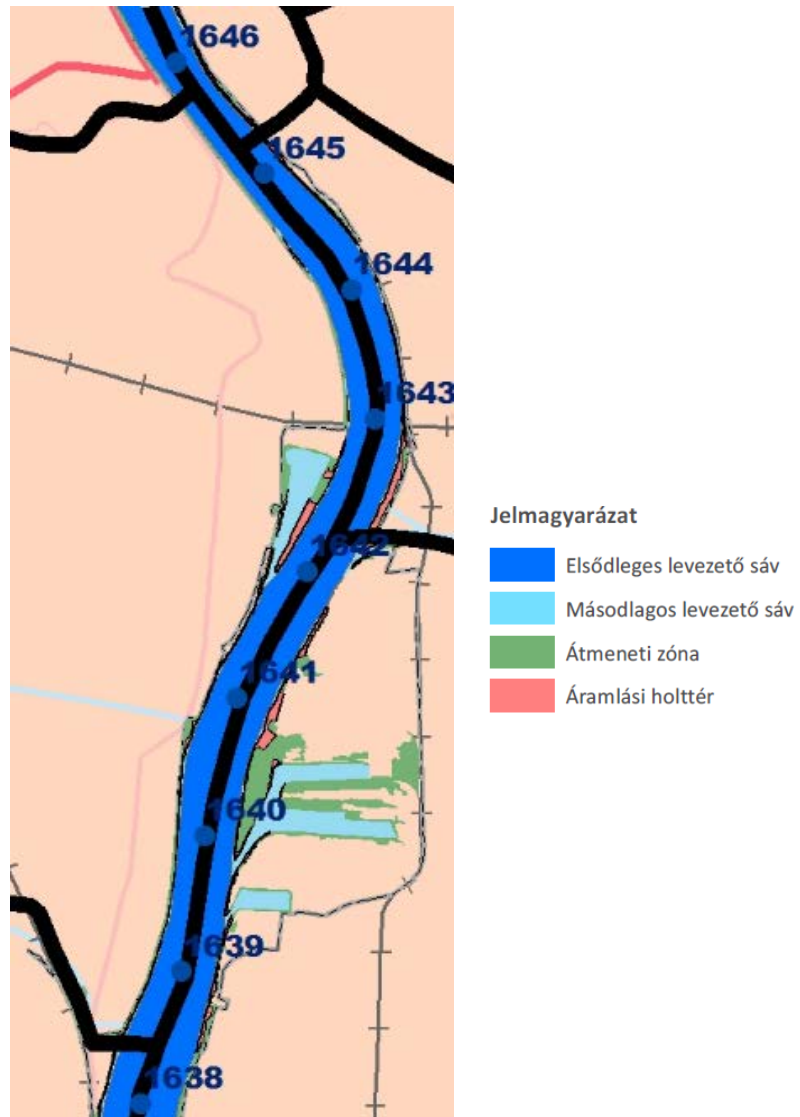 1646
1645
1644
1643
1642
1641
1640
1639
1638
Jelmagyarázat
Elsődleges levezető sáv
Másodlagos levezető sáv
Átmeneti zóna
Áramlási holttér